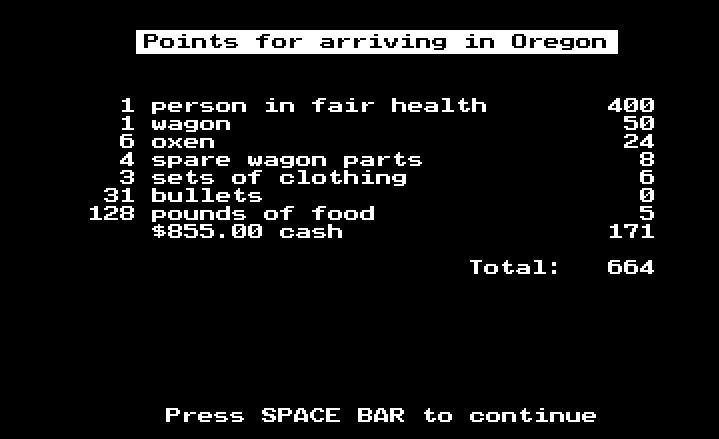 Points for arriving in Oregon
1 person in fair health 400
1 wagon 50
6 oxen 24
4 spare wagon parts 8
3 sets of clothing 6
31 bullets 0
128 pounds of food 5
$855.00 cash 171
Total: 664
Press SPACE BAR to continue